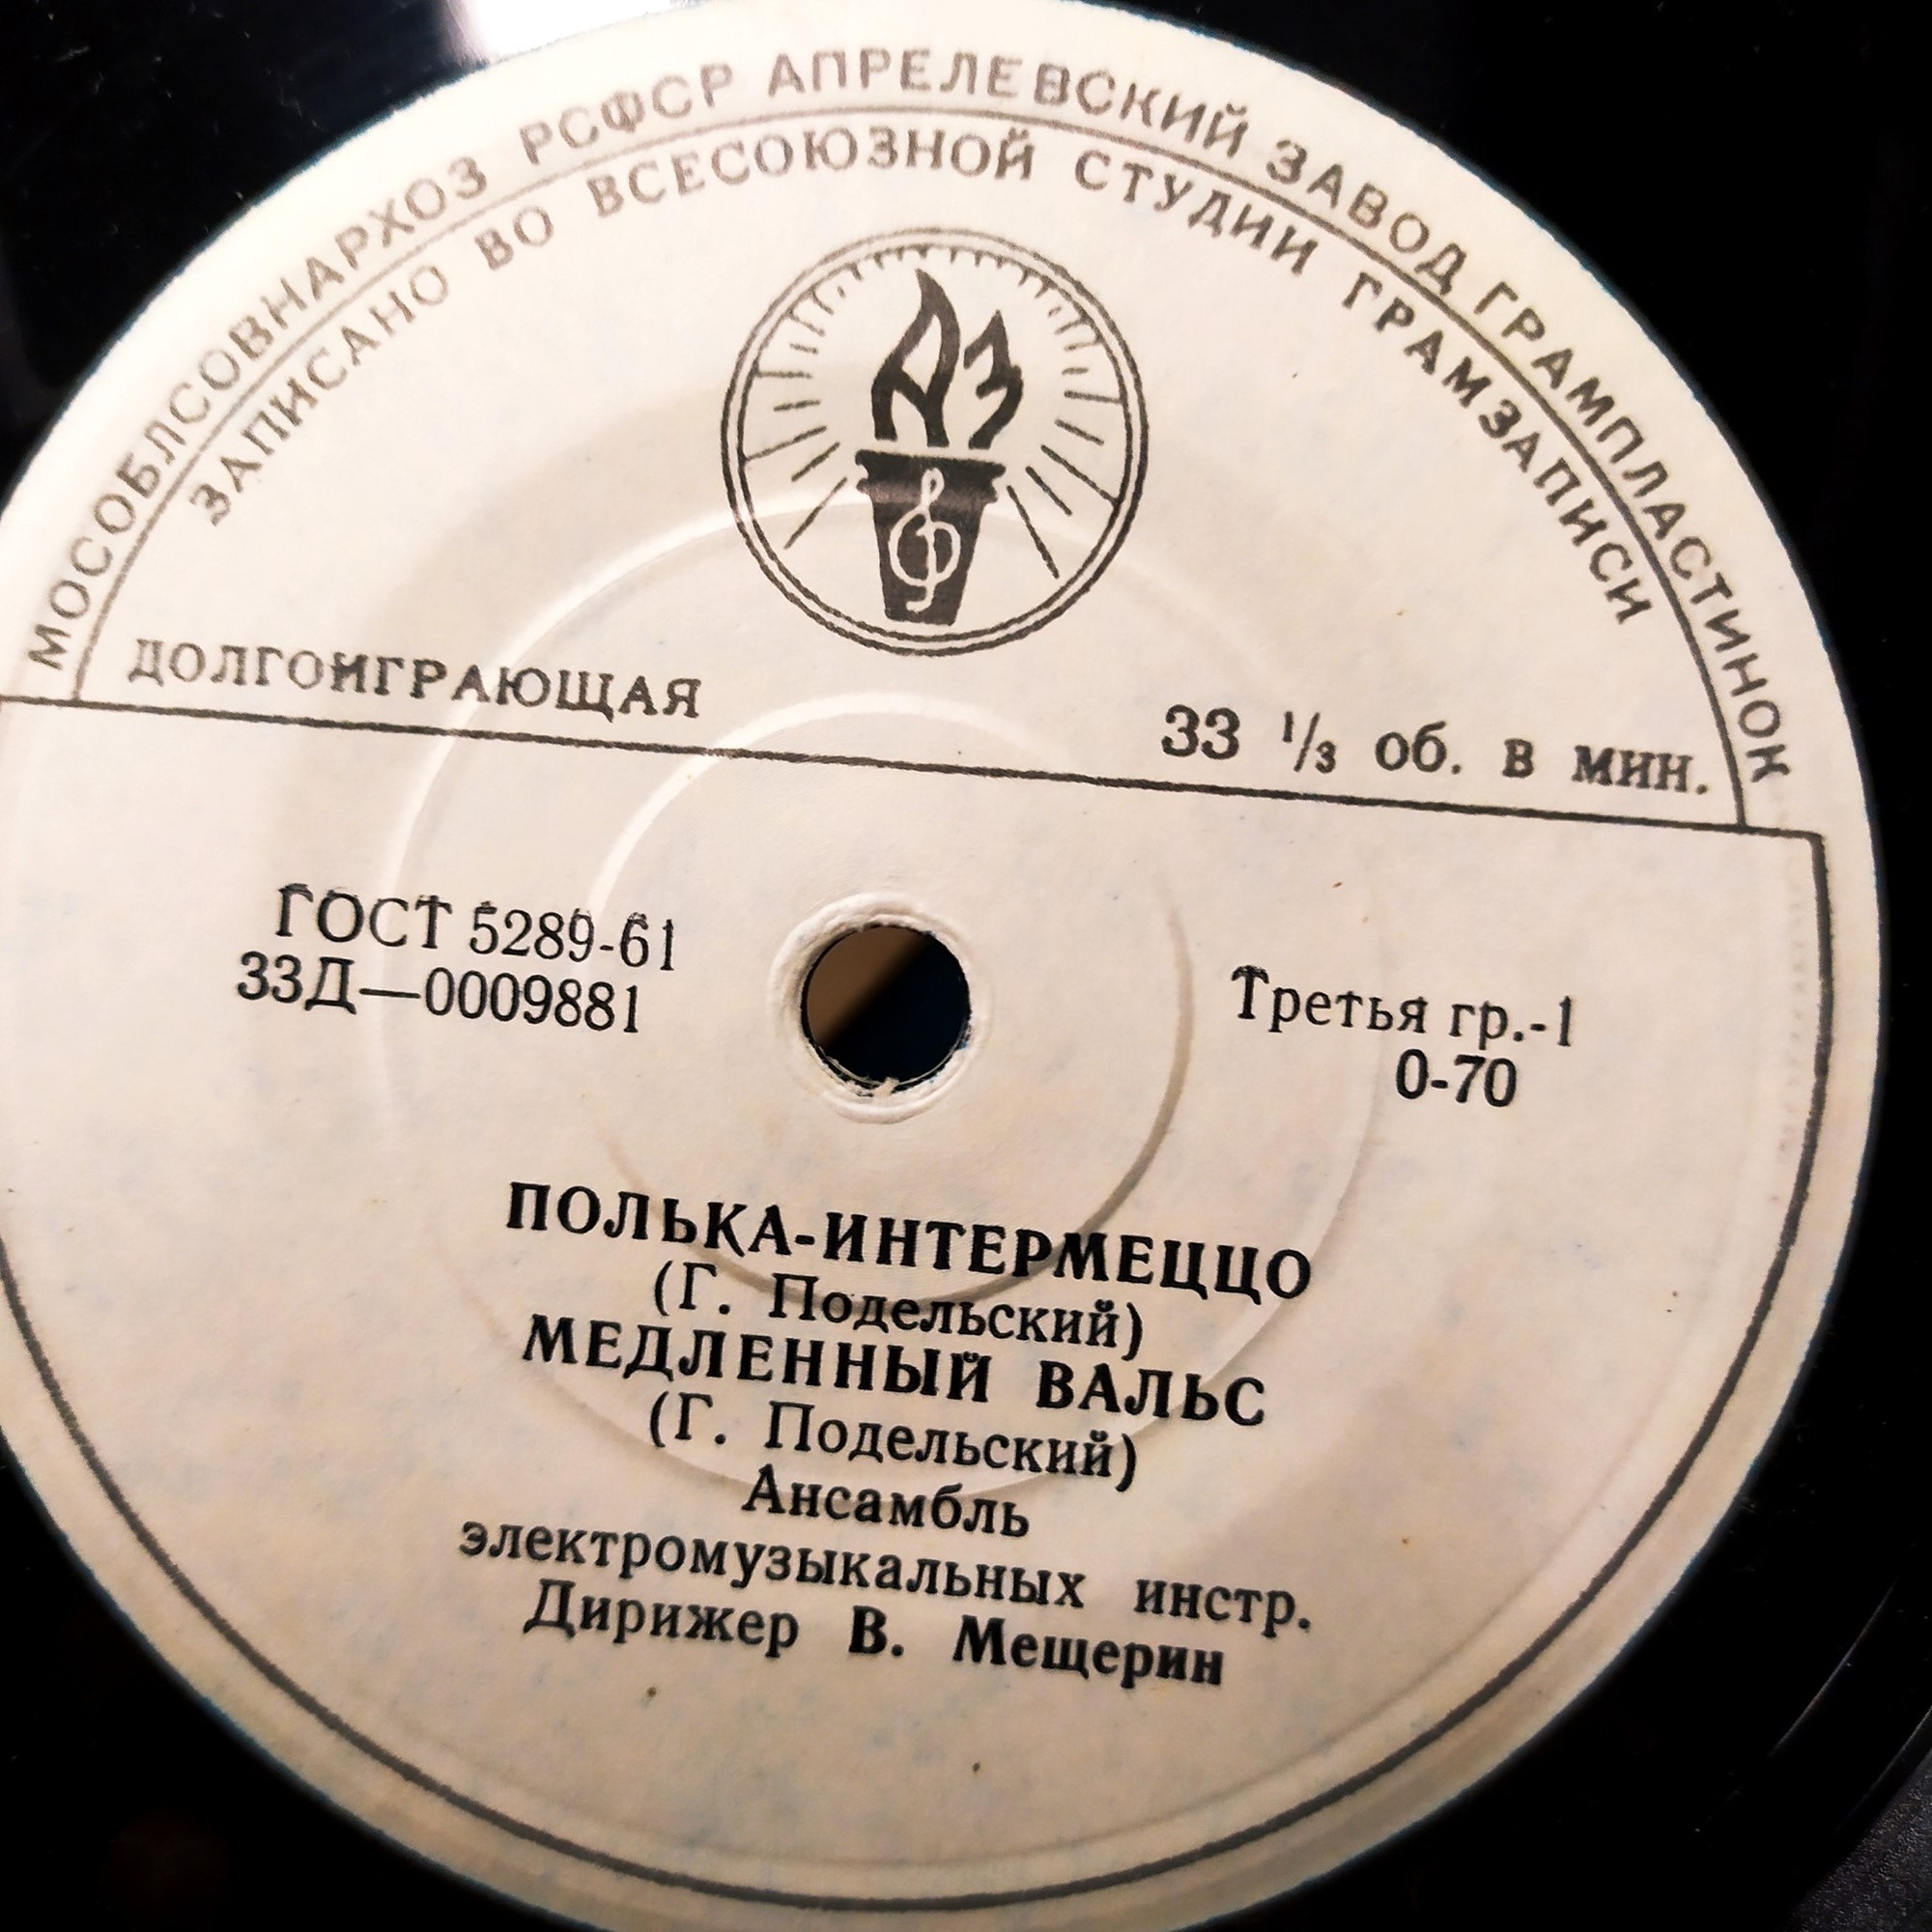 МОСОБЛСОВНАРХОЗ РСФСР АПРЕЛЕВСКИЙ ЗАВОД ГРАМПЛАСТИНОК
ЗАПИСАНО ВО ВСЕСОЮЗНОЙ СТУДИИ ГРАМЗАПИСИ
АЗ
ДОЛГОИГРАЮЩАЯ
33 1/3 об. в мин.
ГОСТ 5289-61
33Д—0009881
Третья гр.-1
0-70
ПОЛЬКА-ИНТЕРМЕЦЦО
(Г. Подельский)
МЕДЛЕННЫЙ ВАЛЬС
(Г. Подельский)
Ансамбль
электромузыкальных инстр.
Дирижер В. Мещерин